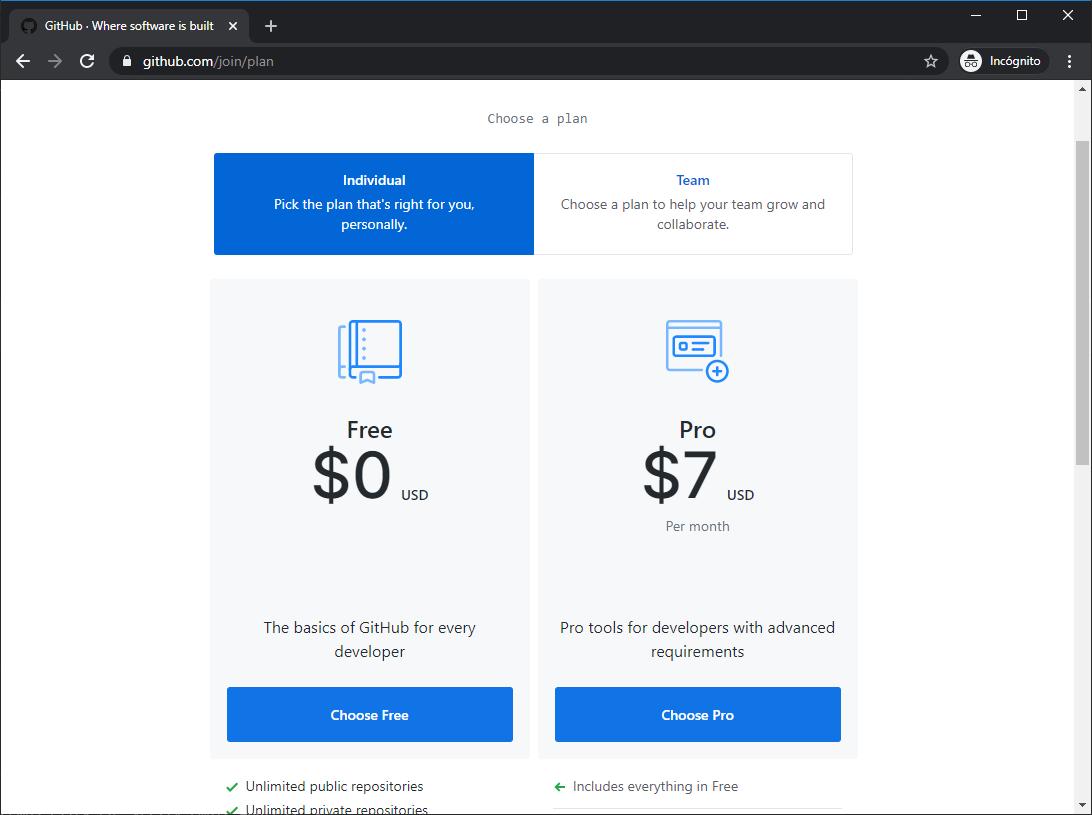 GitHub · Where software is built
github.com/join/plan
Incógnito
Choose a plan
Individual
Pick the plan that's right for you,
personally.
Team
Choose a plan to help your team grow and
collaborate.
Free
$0 USD
The basics of GitHub for every
developer
Choose Free
Unlimited public repositories
Unlimited private repositories
Pro
$7 USD
Per month
Pro tools for developers with advanced
requirements
Choose Pro
Includes everything in Free